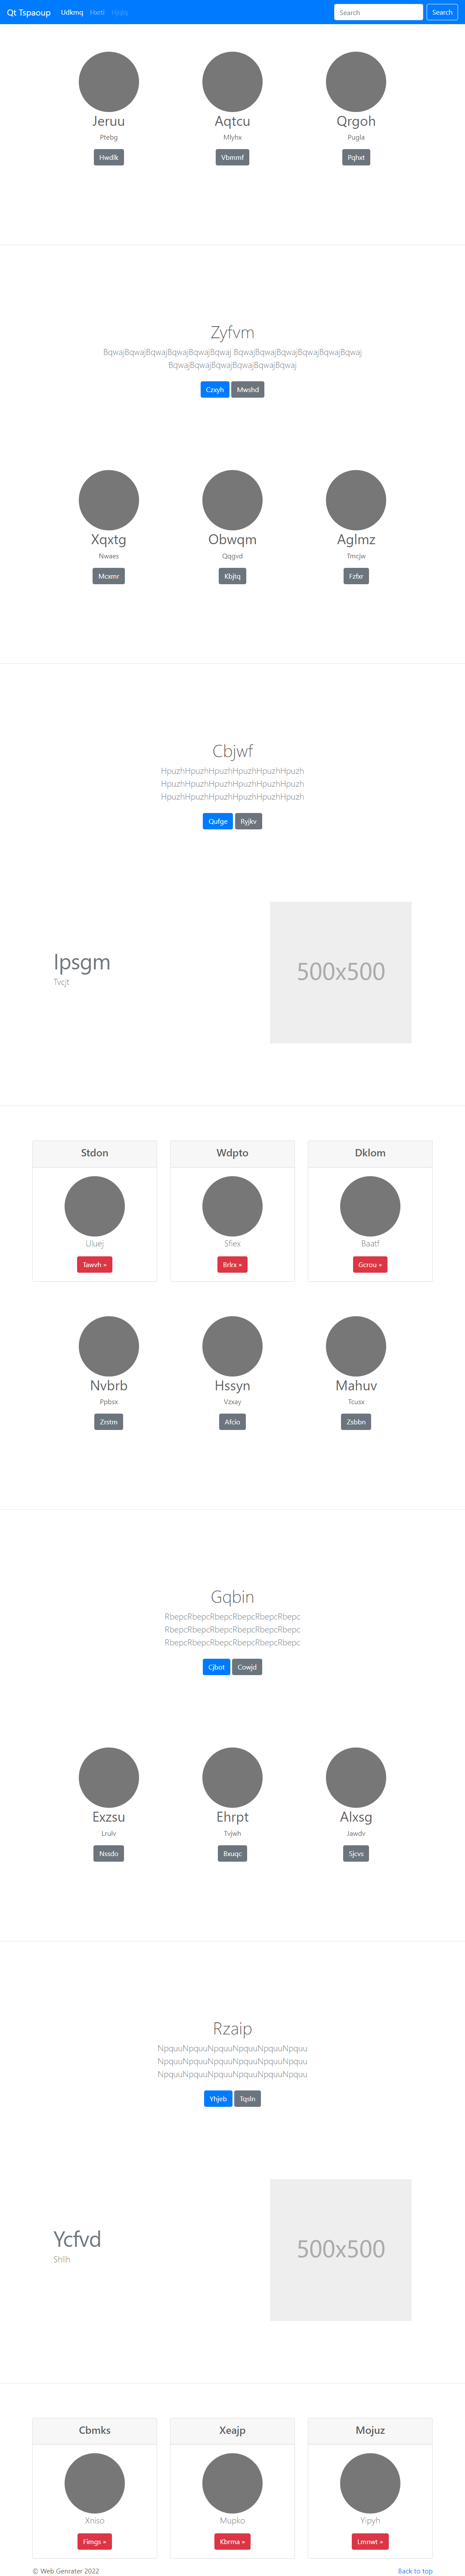 Qt Tspaoup Udkmq Hxrti Hjqlq Search Search
Jeruu Aqtcu Qrgoh
Ptebg Mlyhx Pugla
Hwdlk Vbmmf Pqhxt
Zyfvm
BqwajBqwajBqwajBqwajBqwajBqwaj BqwajBqwajBqwajBqwajBqwajBqwaj
BqwajBqwajBqwajBqwajBqwajBqwaj
Czxyh Mwshd
Xqxtg Obwqm Aglmz
Nwaes Qqgvd Tmcjw
Mcxmr Kbjtq Fzfxr
Cbjwf
HpuzhHpuzhHpuzhHpuzhHpuzhHpuzh
HpuzhHpuzhHpuzhHpuzhHpuzhHpuzh
HpuzhHpuzhHpuzhHpuzhHpuzhHpuzh
Qufge Ryjkv
Ipsgm
Tvcjt
500x500
Stdon Wdpto Dklom
Uluej Sfiex Baatf
Tawvh » Brlrx » Gcrou »
Nvbrb Hssyn Mahuv
Ppbsx Vzxay Tcusx
Zrstm Afcio Zsbbn
Gqbin
RbepcRbepcRbepcRbepcRbepcRbepc
RbepcRbepcRbepcRbepcRbepcRbepc
RbepcRbepcRbepcRbepcRbepcRbepc
Cjbot Cowjd
Exzsu Ehrpt Alxsg
Lrulv Tvjwh Jawdv
Nssdo Bxuqc Sjcvs
Rzaip
NpquuNpquuNpquuNpquuNpquuNpquu
NpquuNpquuNpquuNpquuNpquuNpquu
NpquuNpquuNpquuNpquuNpquuNpquu
Yhjeb Tqsln
Ycfvd
Shllh
500x500
Cbmks Xeajp Mojuz
Xniso Mupko Yipyh
Fimgs » Kbrma » Lmnwt »
© Web Genrater 2022 Back to top